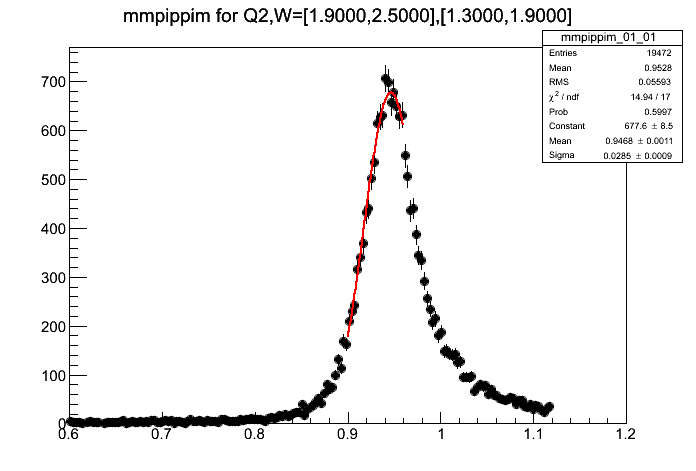 mmpippim for Q2,W=[1.9000,2.5000],[1.3000,1.9000]
mmpippim_01_01
Entries 19472
Mean 0.9528
RMS 0.05593
χ² / ndf 14.94 / 17
Prob 0.5997
Constant 677.6 ± 8.5
Mean 0.9468 ± 0.0011
Sigma 0.0285 ± 0.0009
700
600
500
400
300
200
100
0
0.6 0.7 0.8 0.9 1 1.1 1.2